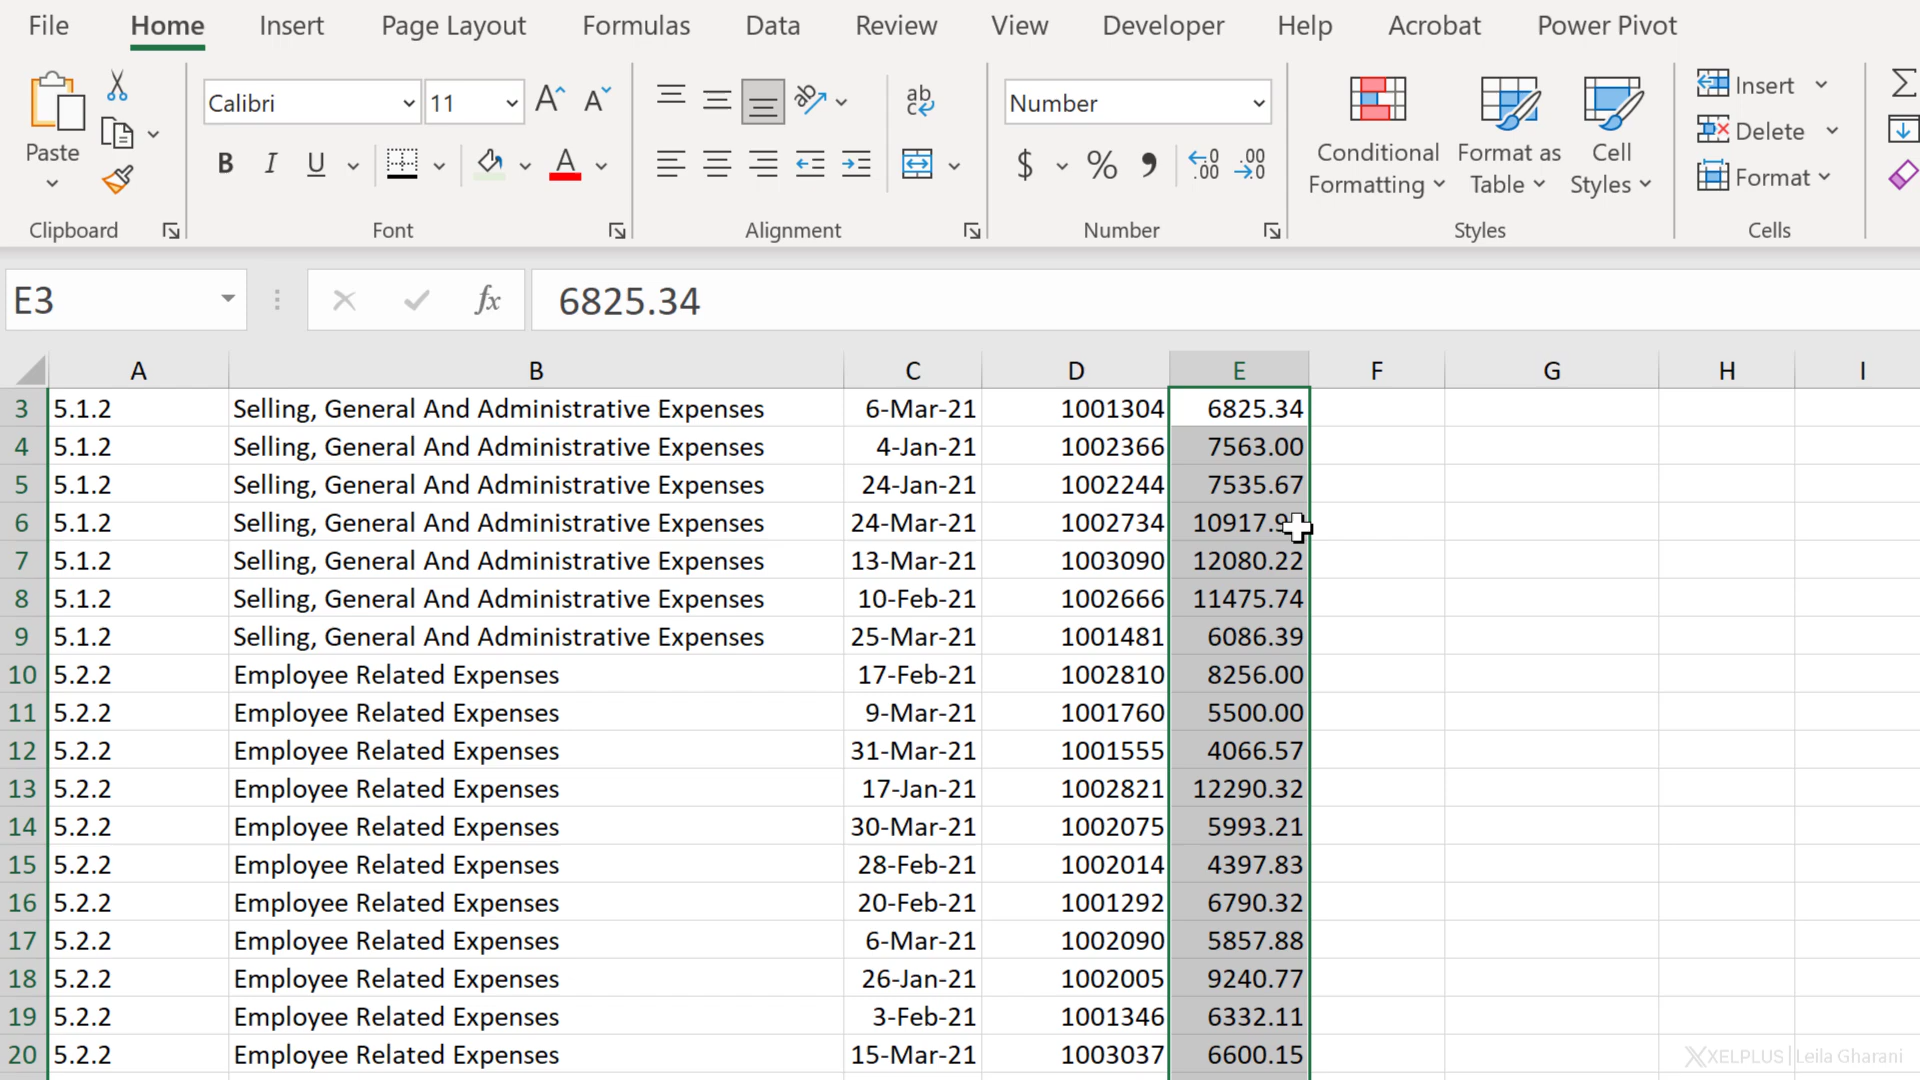 File Home Insert Page Layout Formulas Data Review View Developer Help Acrobat Power Pivot
Paste
Calibri 11
B I U A
ab
Number
$ % 9
Conditional Formatting
Format as Table
Cell Styles
Insert
Delete
Format
Clipboard Font Alignment Number Styles Cells
E3 fx 6825.34
A B C D E F G H I
3 5.1.2 Selling, General And Administrative Expenses 6-Mar-21 1001304 6825.34
4 5.1.2 Selling, General And Administrative Expenses 4-Jan-21 1002366 7563.00
5 5.1.2 Selling, General And Administrative Expenses 24-Jan-21 1002244 7535.67
6 5.1.2 Selling, General And Administrative Expenses 24-Mar-21 1002734
7 5.1.2 Selling, General And Administrative Expenses 13-Mar-21 1003090 12080.22
8 5.1.2 Selling, General And Administrative Expenses 10-Feb-21 1002666 11475.74
9 5.1.2 Selling, General And Administrative Expenses 25-Mar-21 1001481 6086.39
10 5.2.2 Employee Related Expenses 17-Feb-21 1002810 8256.00
11 5.2.2 Employee Related Expenses 9-Mar-21 1001760 5500.00
12 5.2.2 Employee Related Expenses 31-Mar-21 1001555 4066.57
13 5.2.2 Employee Related Expenses 17-Jan-21 1002821 12290.32
14 5.2.2 Employee Related Expenses 30-Mar-21 1002075 5993.21
15 5.2.2 Employee Related Expenses 28-Feb-21 1002014 4397.83
16 5.2.2 Employee Related Expenses 20-Feb-21 1001292 6790.32
17 5.2.2 Employee Related Expenses 6-Mar-21 1002090 5857.88
18 5.2.2 Employee Related Expenses 26-Jan-21 1002005 9240.77
19 5.2.2 Employee Related Expenses 3-Feb-21 1001346 6332.11
20 5.2.2 Employee Related Expenses 15-Mar-21 1003037 6600.15
XELPLUS | Leila Gharani